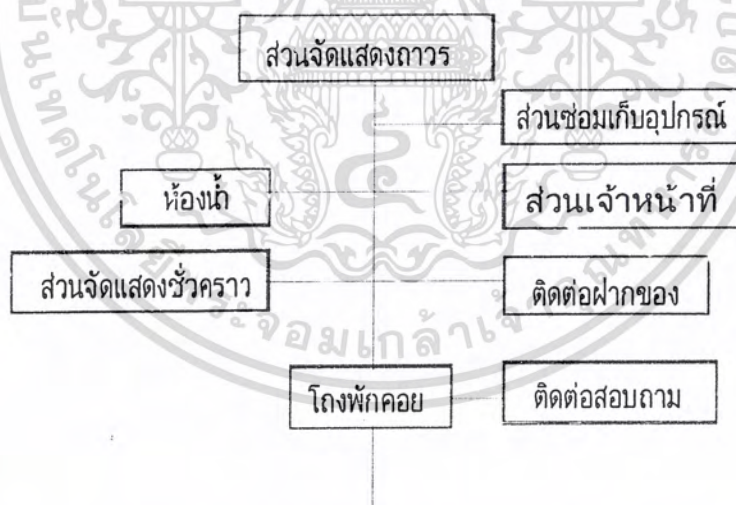 ส่วนจัดแสดงถาวร
ส่วนซ่อมเก็บอุปกรณ์
ห้องน้ำ
ส่วนเจ้าหน้าที่
ส่วนจัดแสดงชั่วคราว
ติดต่อฝากของ
โถงพักคอย
ติดต่อสอบถาม